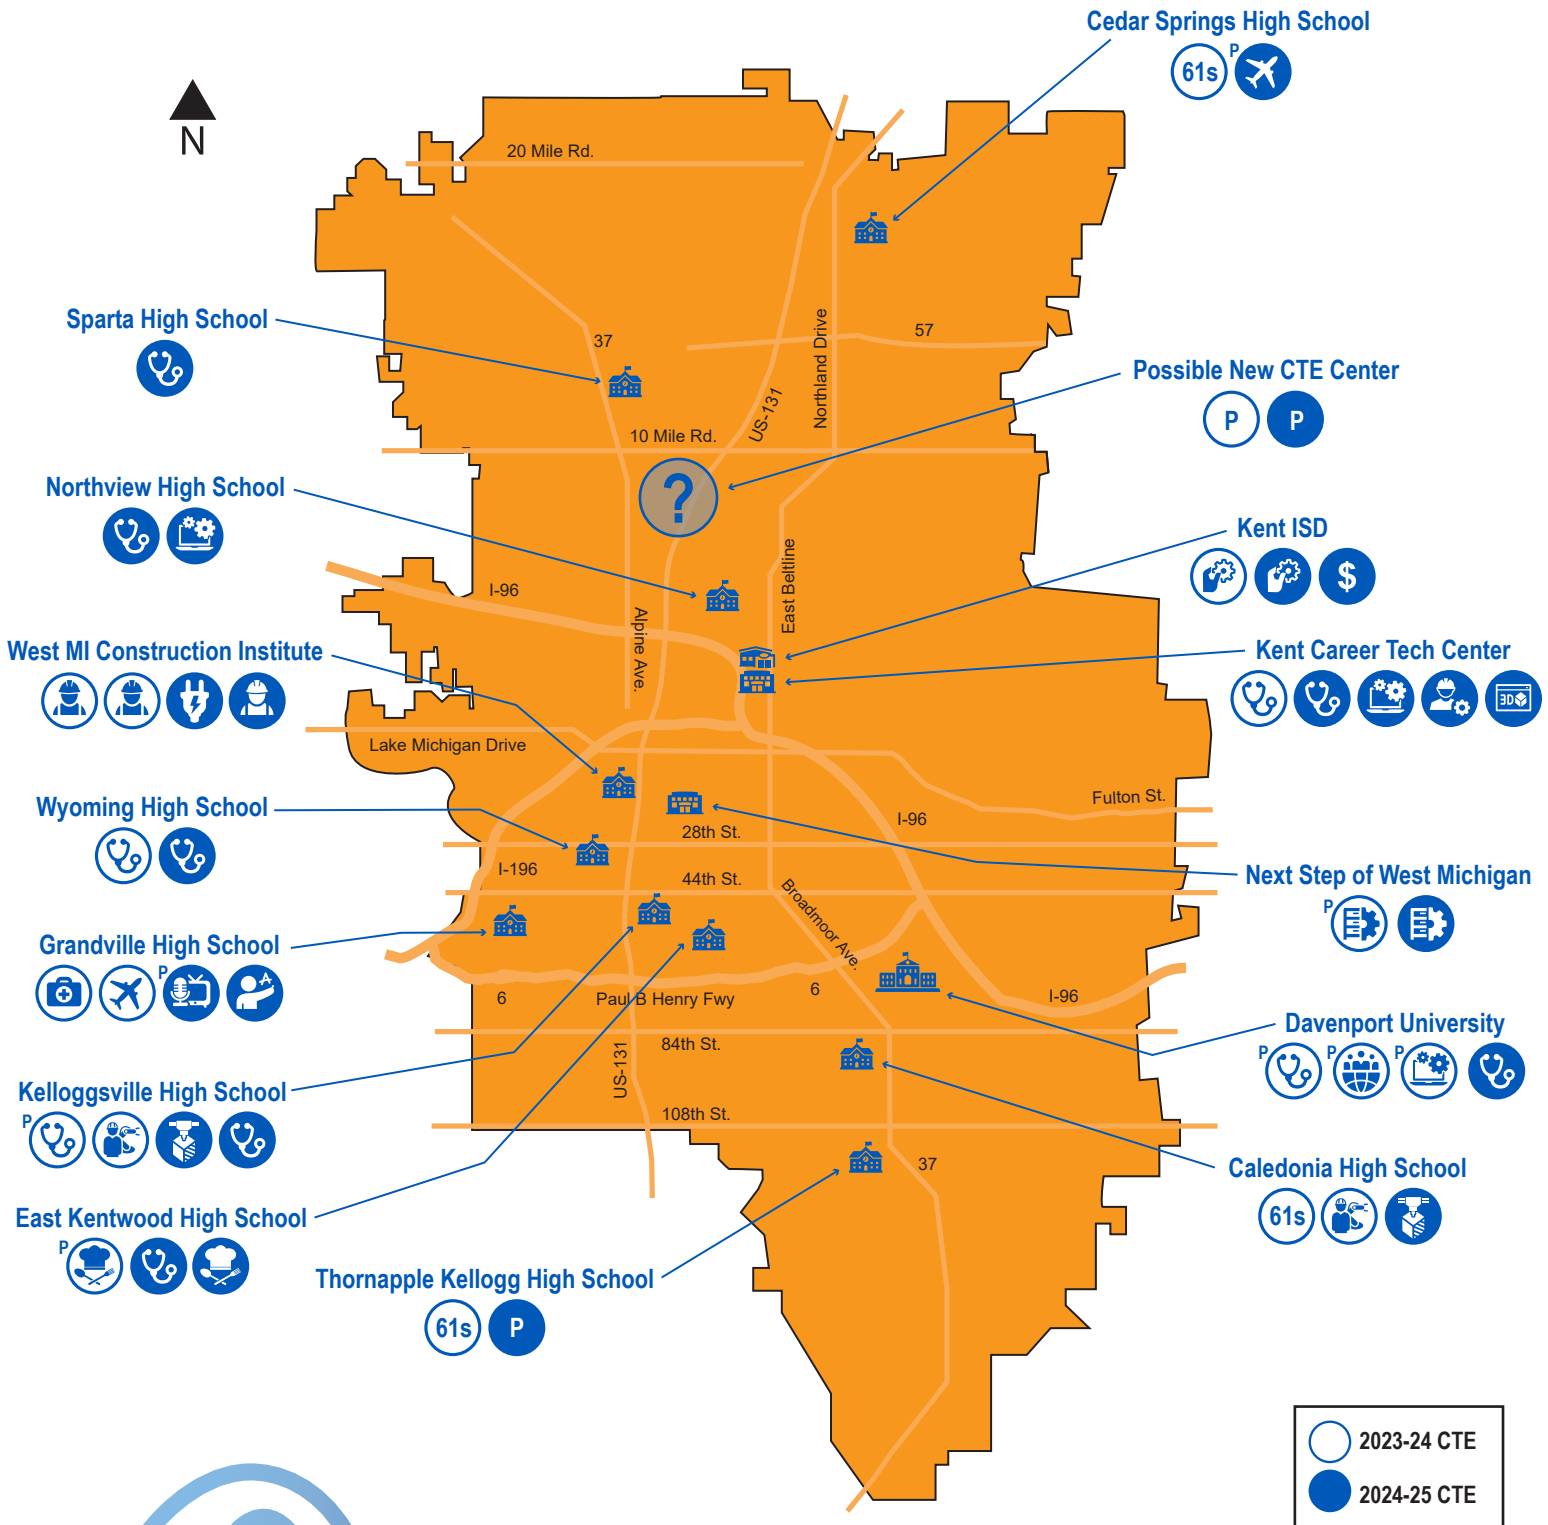 Cedar Springs High School
61s P
N
20 Mile Rd.
Sparta High School
37
57
Northland Drive
US-131
Possible New CTE Center
P P
10 Mile Rd.
?
Northview High School
Kent ISD
$
East Beltline
I-96
Alpine Ave.
West MI Construction Institute
Kent Career Tech Center
3D
Lake Michigan Drive
Wyoming High School
Fulton St.
I-96
28th St.
I-196
44th St.
Next Step of West Michigan
P
Broadmoor Ave.
Grandville High School
P
A
6
Paul B Henry Fwy
6
I-96
Davenport University
P P P
84th St.
US-131
Kelloggsville High School
P
108th St.
37
Caledonia High School
61s
East Kentwood High School
P
Thornapple Kellogg High School
61s P
2023-24 CTE
2024-25 CTE